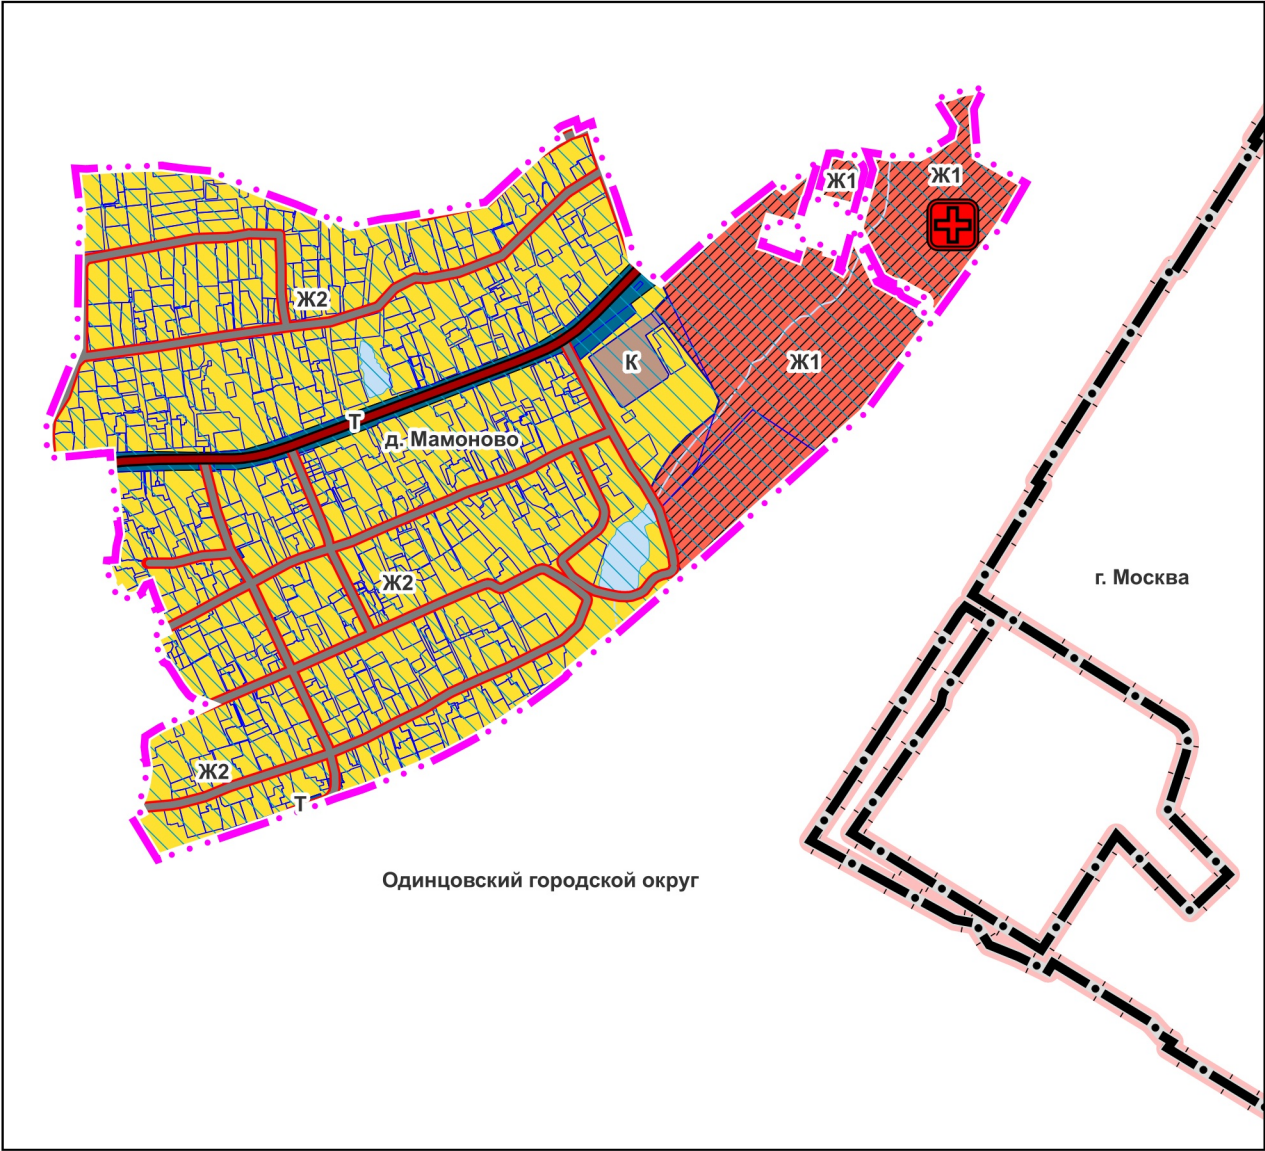 Ж1
Ж1
Ж2
К
Ж1
Т
д. Мамоново
г. Москва
Ж2
Ж2
Т
Одинцовский городской округ